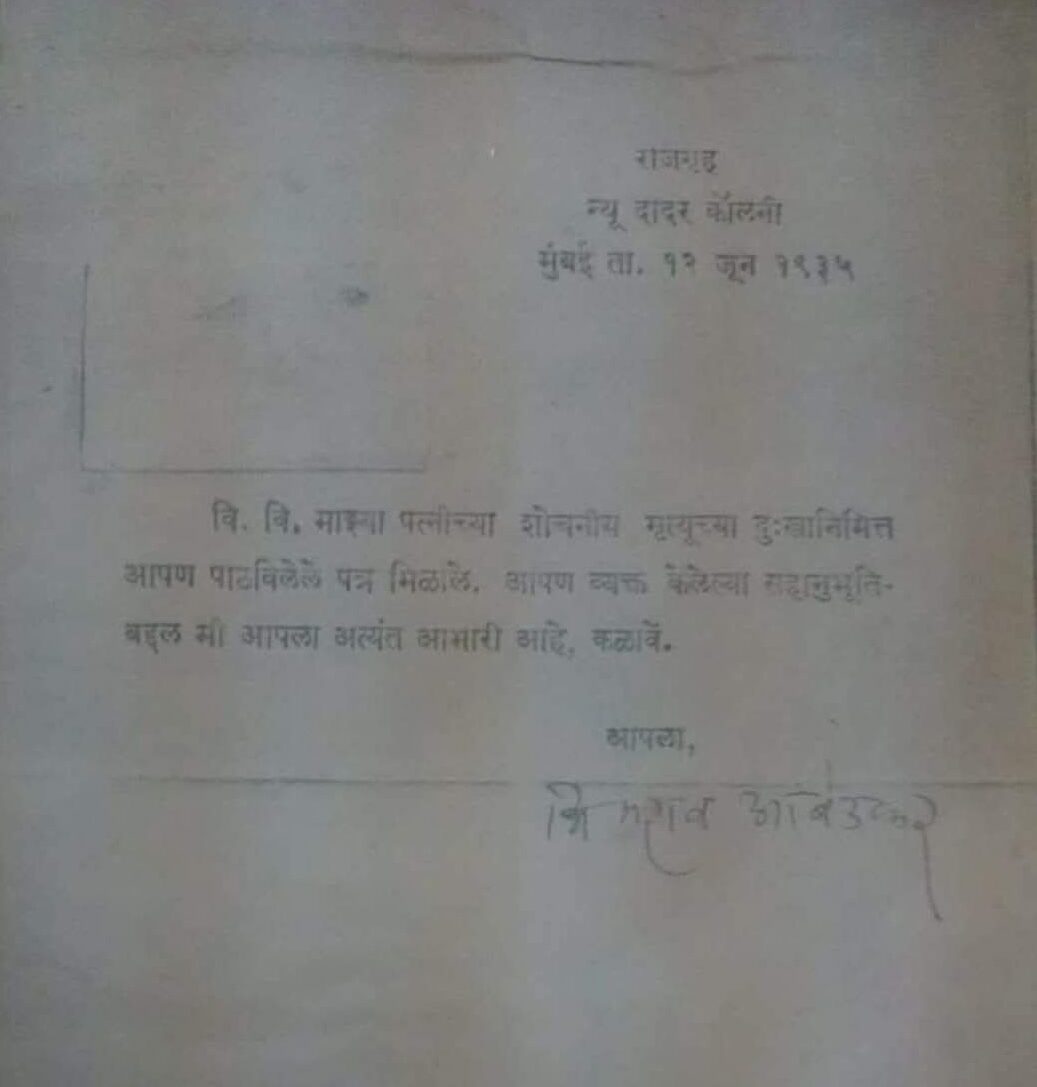 राजगृह
न्यू दादर कॉलनी
मुंबई ता. १२ जून १९३५
वि. वि. माझ्या पत्नीच्या शोचनीय मृत्यूच्या दुःखानिमित्त
आपण पाठविलेलें पत्र मिळालें. आपण व्यक्त केलेल्या सहानुभूति-
बद्दल मी आपला अत्यंत आभारी आहे, कळावें.
आपला,
आंबेडकर